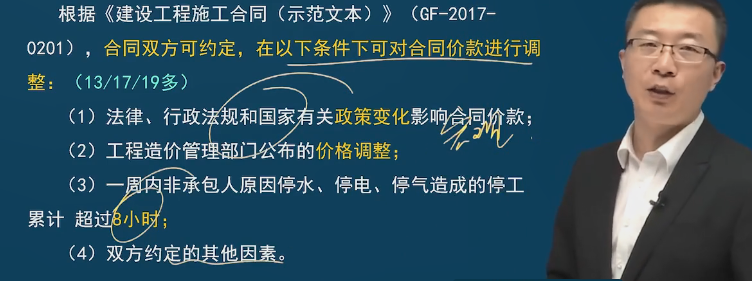 根据《建设工程施工合同（示范文本）》（GF-2017-
0201），合同双方可约定，在以下条件下可对合同价款进行调
整：（13/17/19多）
（1）法律、行政法规和国家有关政策变化影响合同价款；
（2）工程造价管理部门公布的价格调整；
（3）一周内非承包人原因停水、停电、停气造成的停工
累计 超过8小时；
（4）双方约定的其他因素。